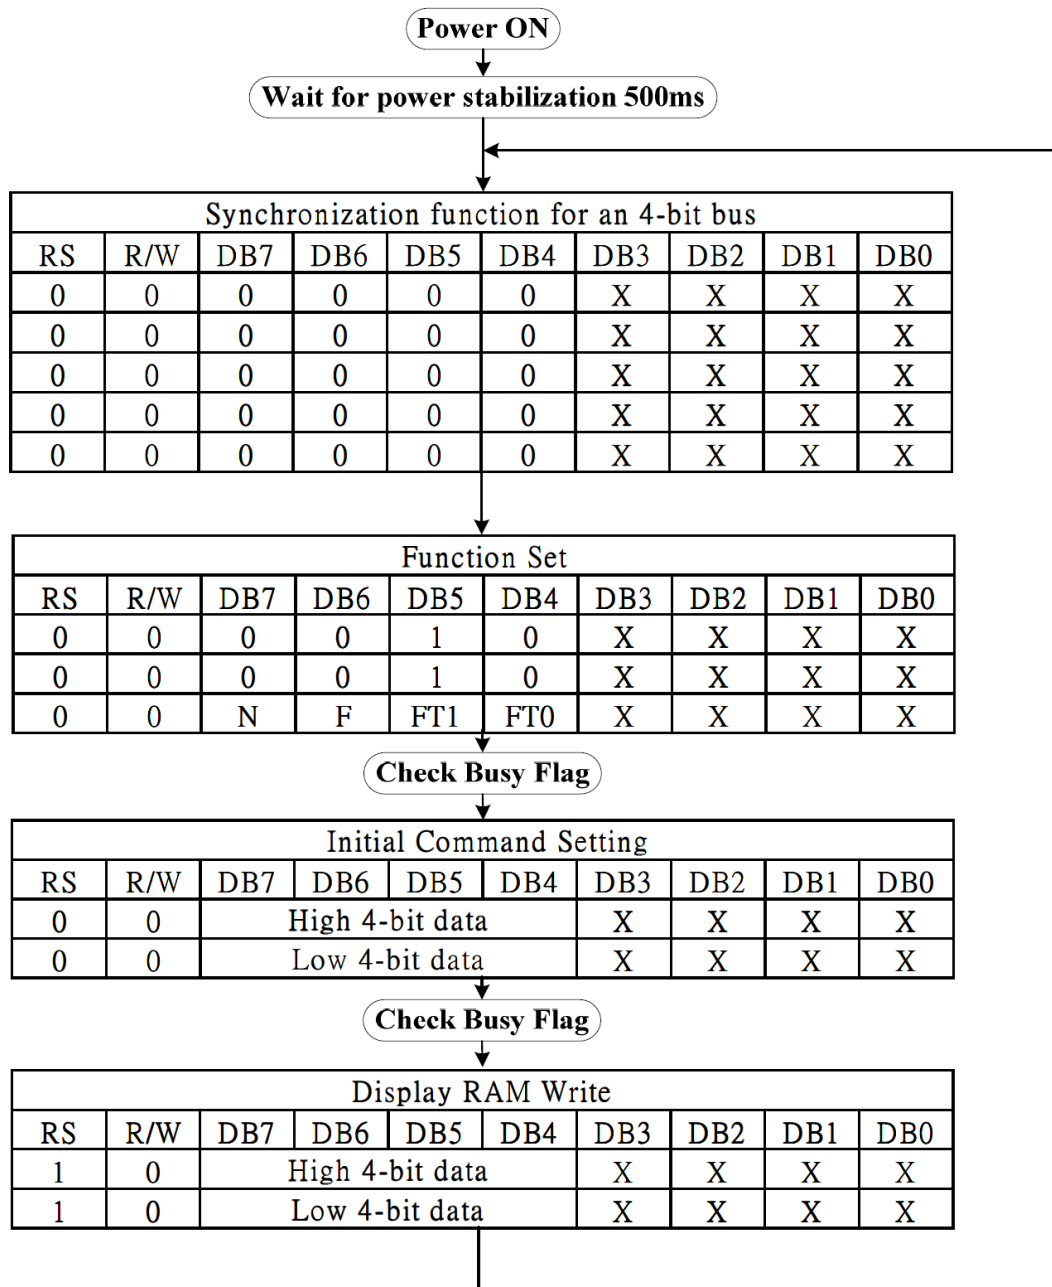 Power ON
Wait for power stabilization 500ms
Synchronization function for an 4-bit bus
RS R/W DB7 DB6 DB5 DB4 DB3 DB2 DB1 DB0
0 0 0 0 0 0 X X X X
0 0 0 0 0 0 X X X X
0 0 0 0 0 0 X X X X
0 0 0 0 0 0 X X X X
0 0 0 0 0 0 X X X X
Function Set
RS R/W DB7 DB6 DB5 DB4 DB3 DB2 DB1 DB0
0 0 0 0 1 0 X X X X
0 0 0 0 1 0 X X X X
0 0 N F FT1 FT0 X X X X
Check Busy Flag
Initial Command Setting
RS R/W DB7 DB6 DB5 DB4 DB3 DB2 DB1 DB0
0 0 High 4-bit data X X X X
0 0 Low 4-bit data X X X X
Check Busy Flag
Display RAM Write
RS R/W DB7 DB6 DB5 DB4 DB3 DB2 DB1 DB0
1 0 High 4-bit data X X X X
1 0 Low 4-bit data X X X X